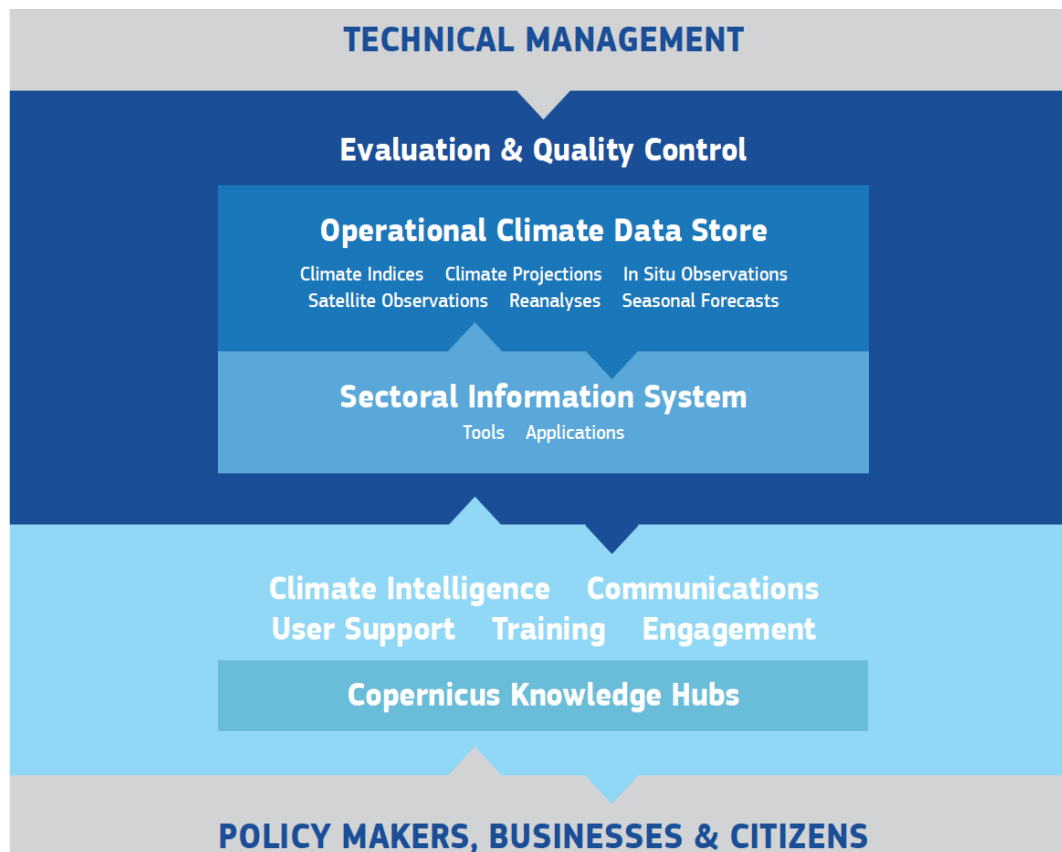 TECHNICAL MANAGEMENT
Evaluation & Quality Control
Operational Climate Data Store
Climate Indices Climate Projections In Situ Observations
Satellite Observations Reanalyses Seasonal Forecasts
Sectoral Information System
Tools Applications
Climate Intelligence Communications
User Support Training Engagement
Copernicus Knowledge Hubs
POLICY MAKERS, BUSINESSES & CITIZENS